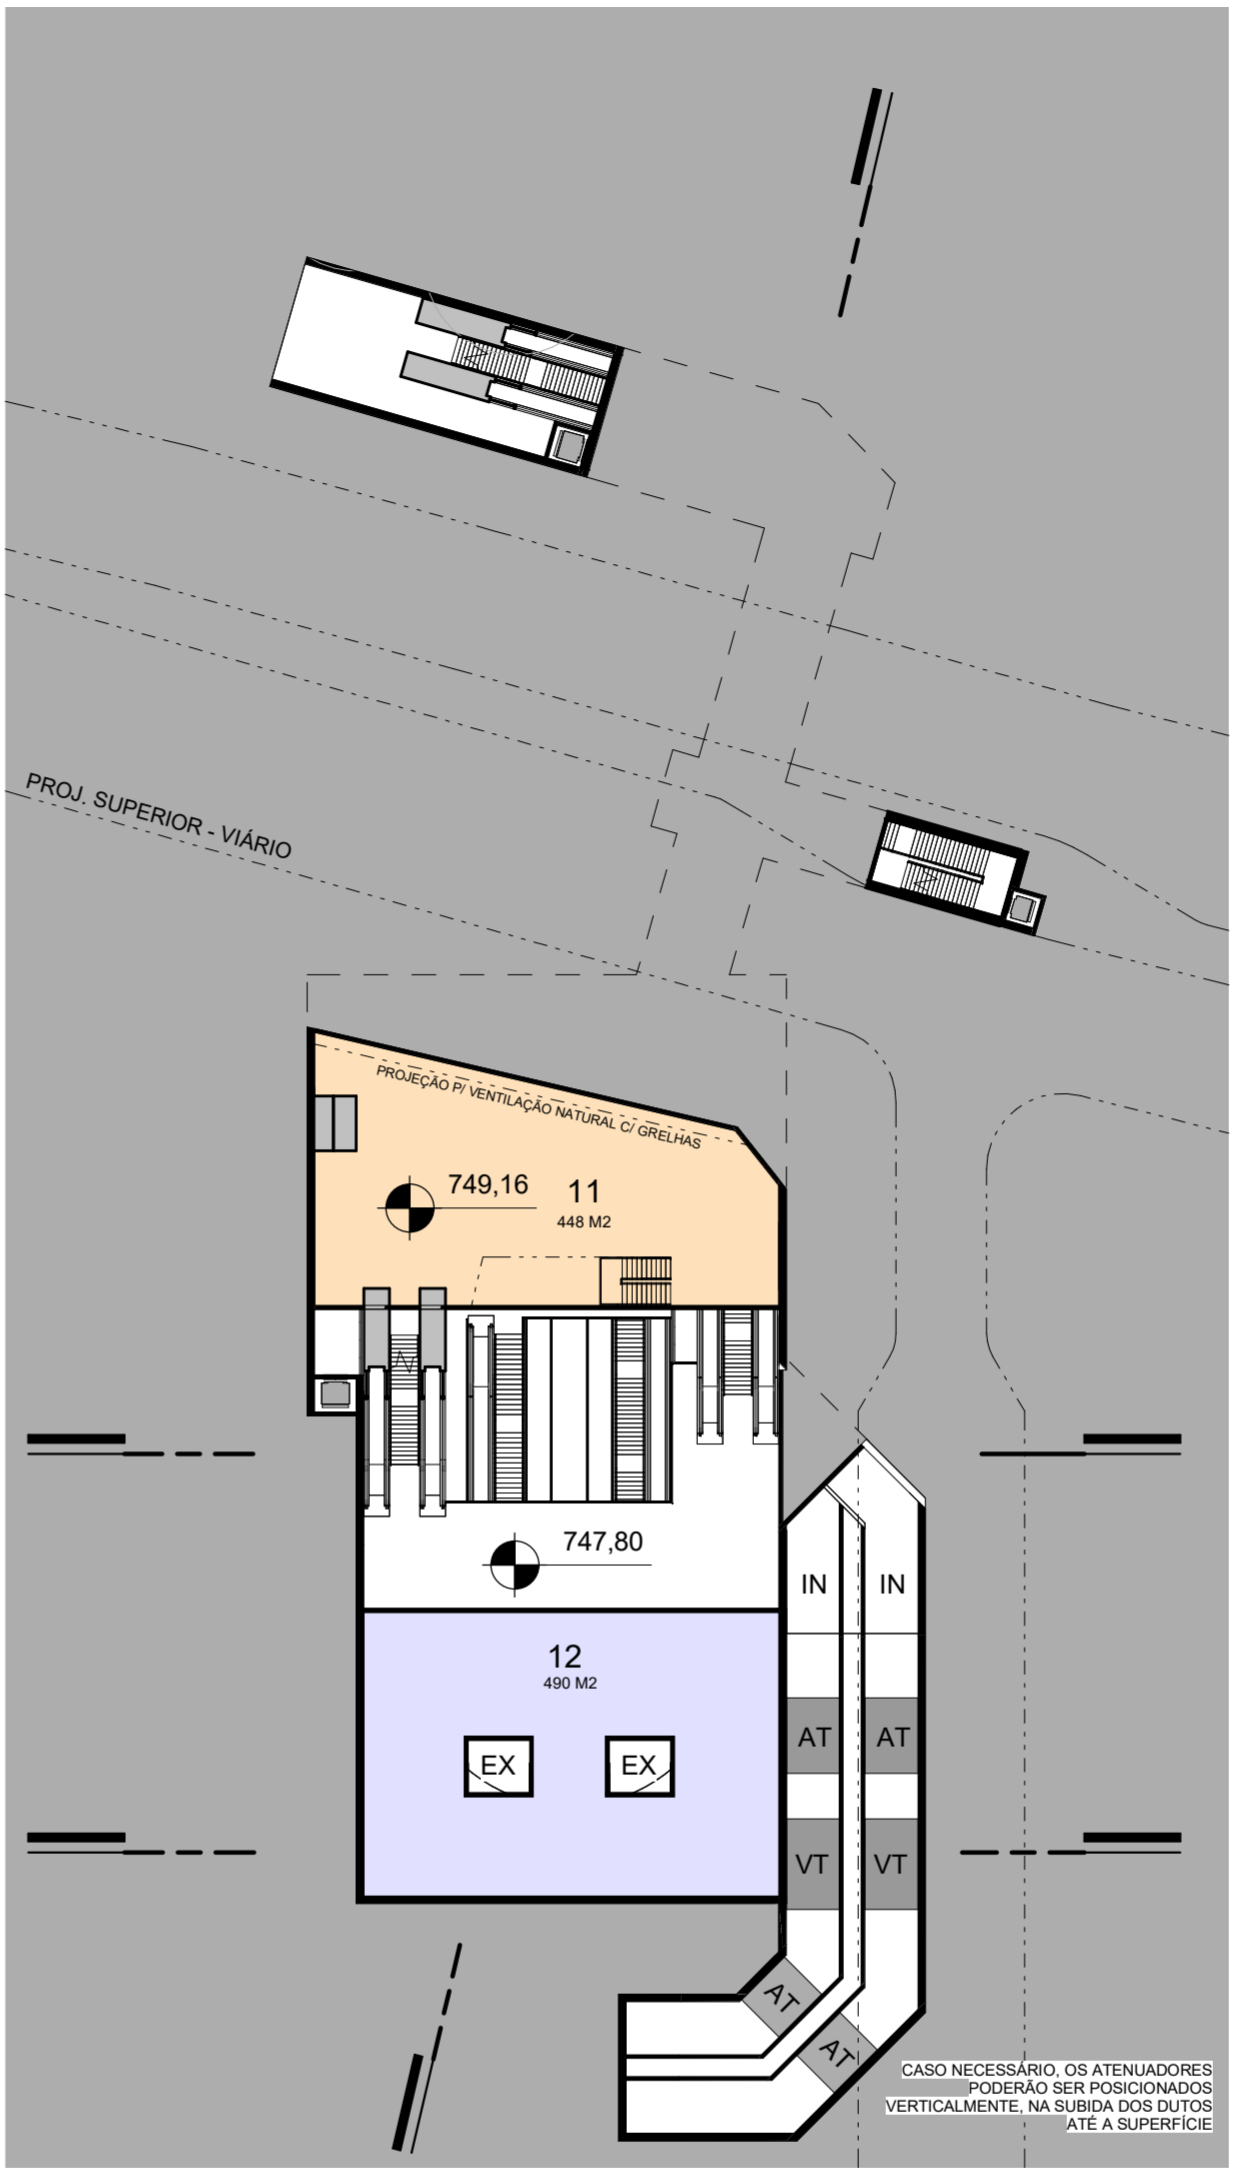 PROJ. SUPERIOR - VIÁRIO
PROJEÇÃO P/ VENTILAÇÃO NATURAL C/ GRELHAS
749,16
11
448 M2
747,80
IN
IN
12
490 M2
AT
AT
EX
EX
VT
VT
AT
AT
CASO NECESSÁRIO, OS ATENUADORES
PODERÃO SER POSICIONADOS
VERTICALMENTE, NA SUBIDA DOS DUTOS
ATÉ A SUPERFÍCIE